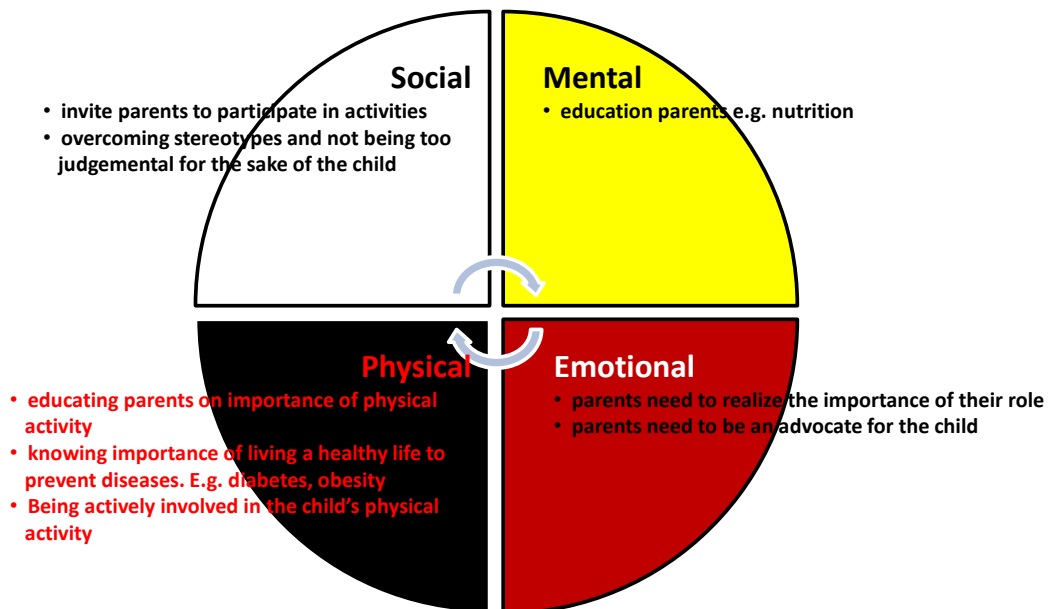 Social
• invite parents to participate in activities
• overcoming stereotypes and not being too
judgemental for the sake of the child
Mental
• education parents e.g. nutrition
Physical
• educating parents on importance of physical
activity
• knowing importance of living a healthy life to
prevent diseases. E.g. diabetes, obesity
• Being actively involved in the child’s physical
activity
Emotional
• parents need to realize the importance of their role
• parents need to be an advocate for the child